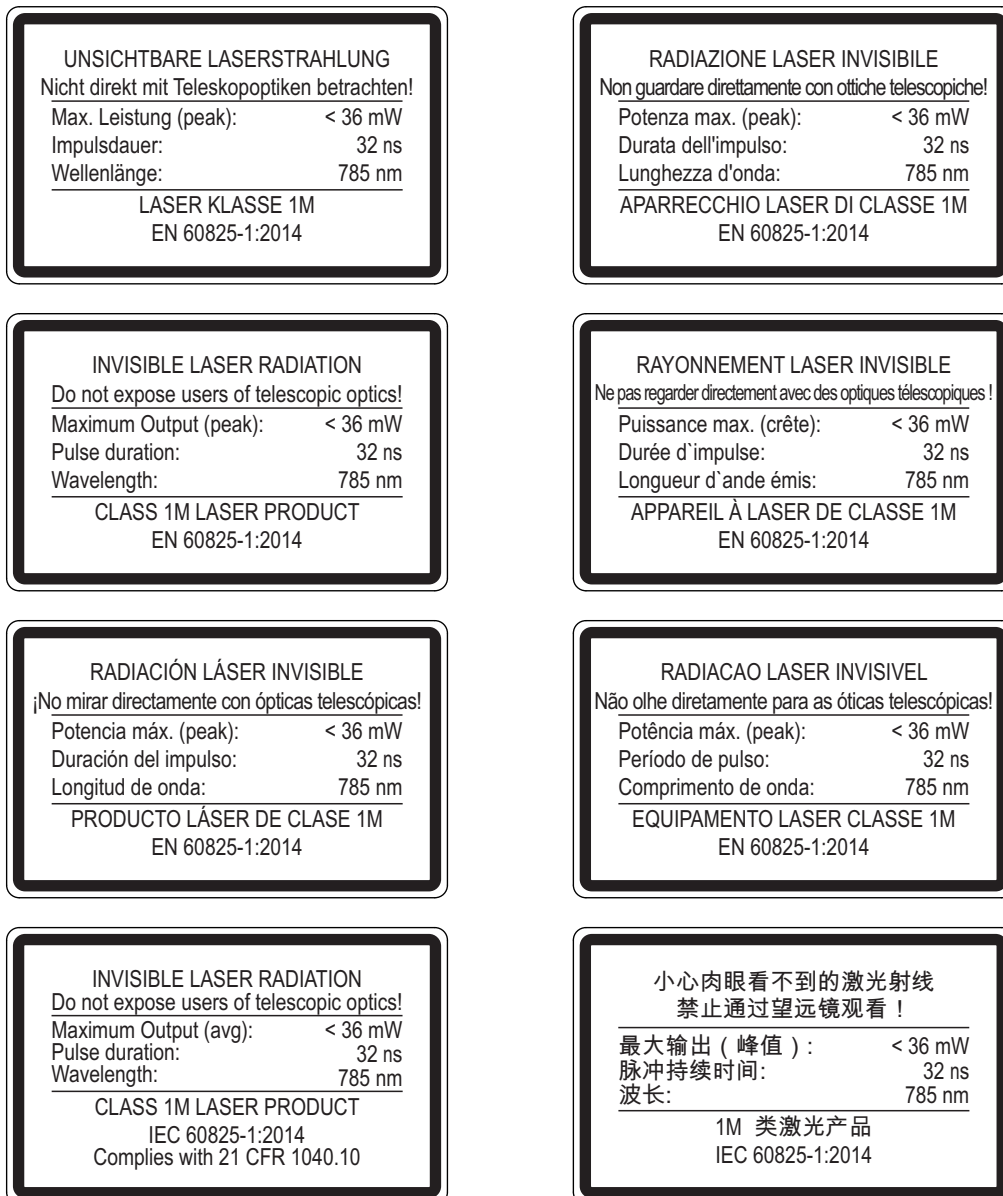 UNSICHTBARE LASERSTRAHLUNG
Nicht direkt mit Teleskopoptiken betrachten!
Max. Leistung (peak): < 36 mW
Impulsdauer: 32 ns
Wellenlänge: 785 nm
LASER KLASSE 1M
EN 60825-1:2014
RADIAZIONE LASER INVISIBILE
Non guardare direttamente con ottiche telescopiche!
Potenza max. (peak): < 36 mW
Durata dell'impulso: 32 ns
Lunghezza d'onda: 785 nm
APARRECCHIO LASER DI CLASSE 1M
EN 60825-1:2014
INVISIBLE LASER RADIATION
Do not expose users of telescopic optics!
Maximum Output (peak): < 36 mW
Pulse duration: 32 ns
Wavelength: 785 nm
CLASS 1M LASER PRODUCT
EN 60825-1:2014
RAYONNEMENT LASER INVISIBLE
Ne pas regarder directement avec des optiques télescopiques !
Puissance max. (crête): < 36 mW
Durée d`impulse: 32 ns
Longueur d`ande émis: 785 nm
APPAREIL À LASER DE CLASSE 1M
EN 60825-1:2014
RADIACIÓN LÁSER INVISIBLE
¡No mirar directamente con ópticas telescópicas!
Potencia máx. (peak): < 36 mW
Duración del impulso: 32 ns
Longitud de onda: 785 nm
PRODUCTO LÁSER DE CLASE 1M
EN 60825-1:2014
RADIACAO LASER INVISIVEL
Não olhe diretamente para as óticas telescópicas!
Potência máx. (peak): < 36 mW
Período de pulso: 32 ns
Comprimento de onda: 785 nm
EQUIPAMENTO LASER CLASSE 1M
EN 60825-1:2014
INVISIBLE LASER RADIATION
Do not expose users of telescopic optics!
Maximum Output (avg): < 36 mW
Pulse duration: 32 ns
Wavelength: 785 nm
CLASS 1M LASER PRODUCT
IEC 60825-1:2014
Complies with 21 CFR 1040.10
小心肉眼看不到的激光射线
禁止通过望远镜观看！
最大输出（峰值）: < 36 mW
脉冲持续时间: 32 ns
波长: 785 nm
1M 类激光产品
IEC 60825-1:2014